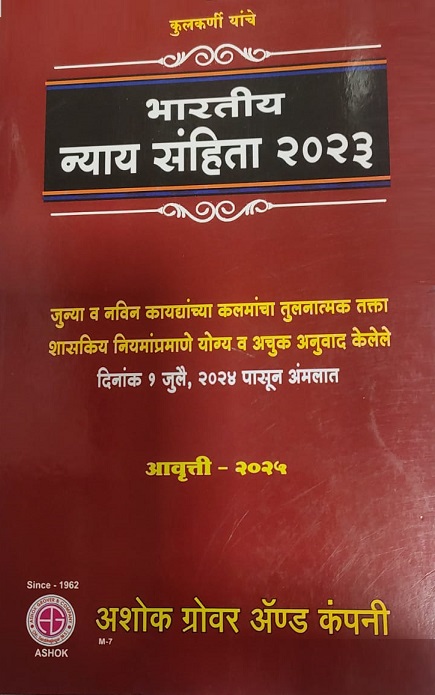 कुलकर्णी यांचे
भारतीय
न्याय संहिता २०२३
जुन्या व नविन कायद्यांच्या कलमांचा तुलनात्मक तक्ता
शासकिय नियमांप्रमाणे योग्य व अचुक अनुवाद केलेले
दिनांक १ जुलै, २०२४ पासून अंमलात
आवृत्ती - २०२५
Since - 1962
ASHOK
M-7
अशोक ग्रोवर ॲण्ड कंपनी